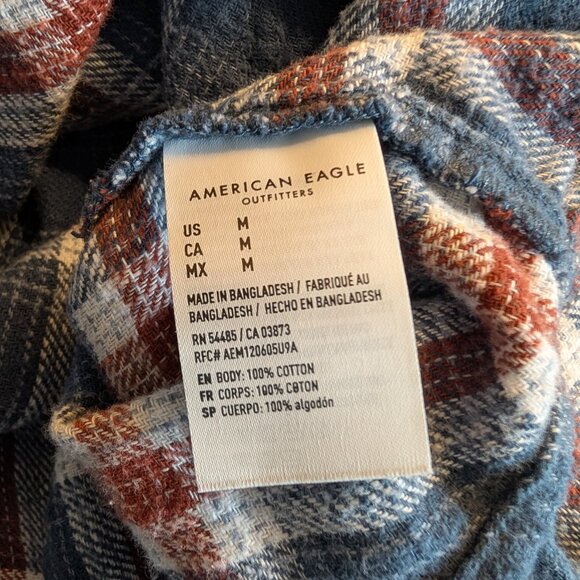 AMERICAN EAGLE
OUTFITTERS
US M
CA M
MX M
MADE IN BANGLADESH / FABRIQUÉ AU
BANGLADESH / HECHO EN BANGLADESH
RN 54485 / CA 03873
RFC# AEM120605U9A
EN BODY: 100% COTTON
FR CORPS: 100% COTON
SP CUERPO: 100% algodón